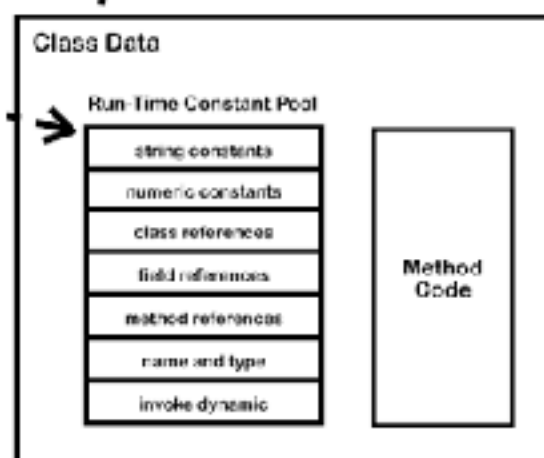 Class Data
Run-Time Constant Pool
string constants
numeric constants
class references
field references
method references
name and type
invoke dynamic
Method
Code